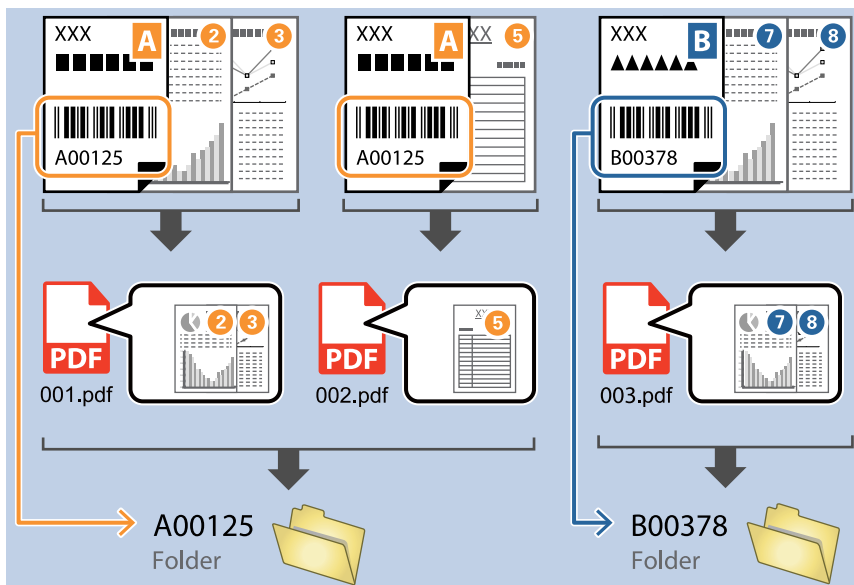 XXX
A
2
3
A00125
XXX
A
XX
5
A00125
XXX
B
7
8
B00378
PDF
2
3
001.pdf
PDF
XX
5
002.pdf
PDF
7
8
003.pdf
A00125
Folder
B00378
Folder